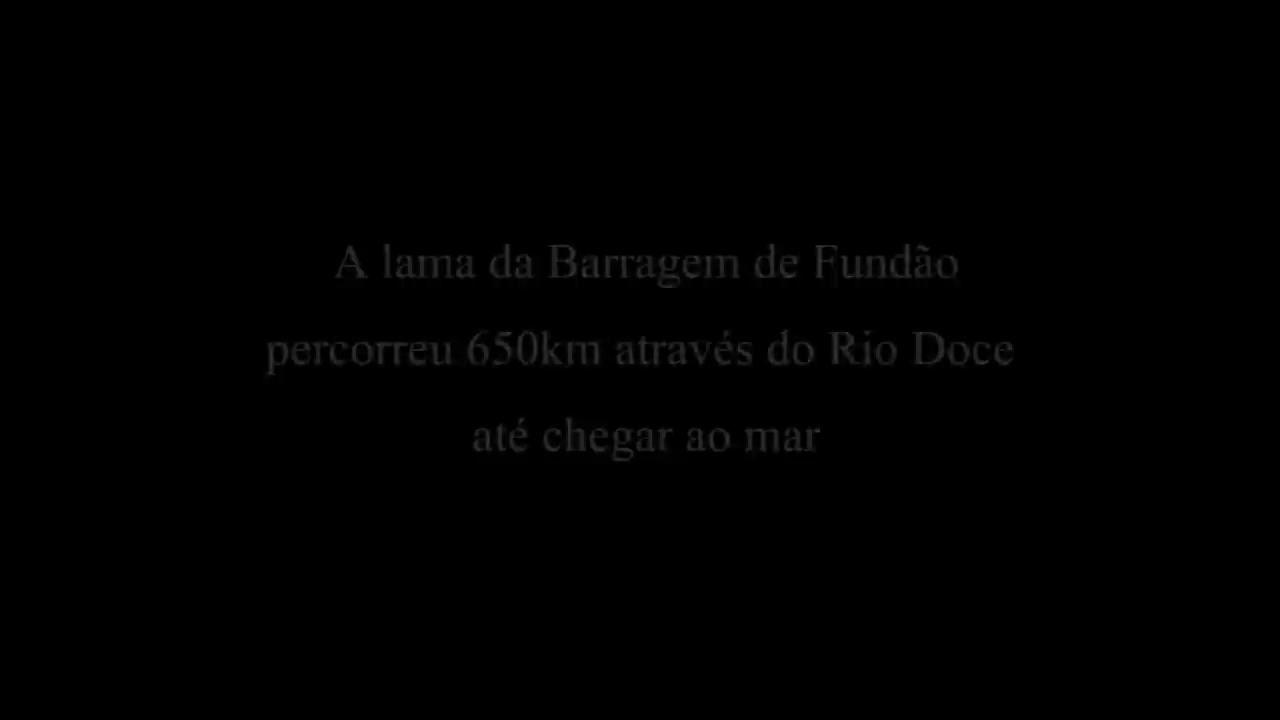 A lama da Barragem de Fundão
percorreu 650km através do Rio Doce
até chegar ao mar